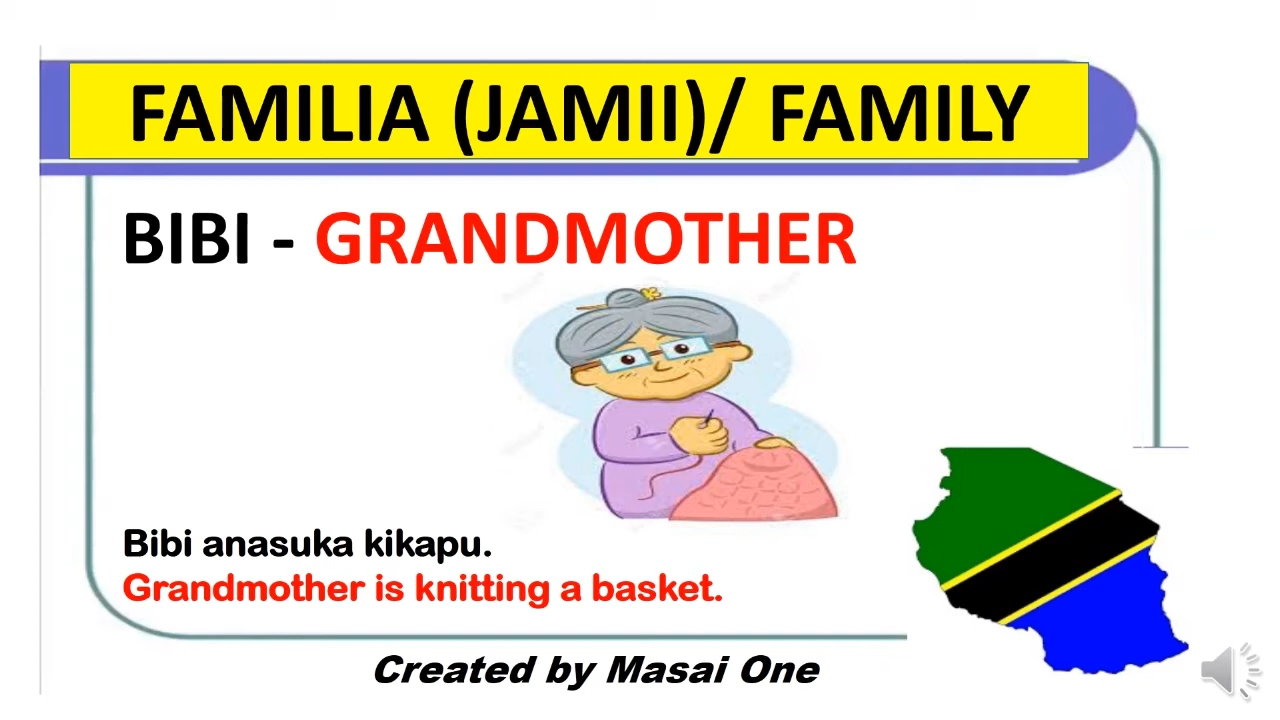 FAMILIA (JAMII)/ FAMILY
BIBI - GRANDMOTHER
Bibi anasuka kikapu.
Grandmother is knitting a basket.
Created by Masai One